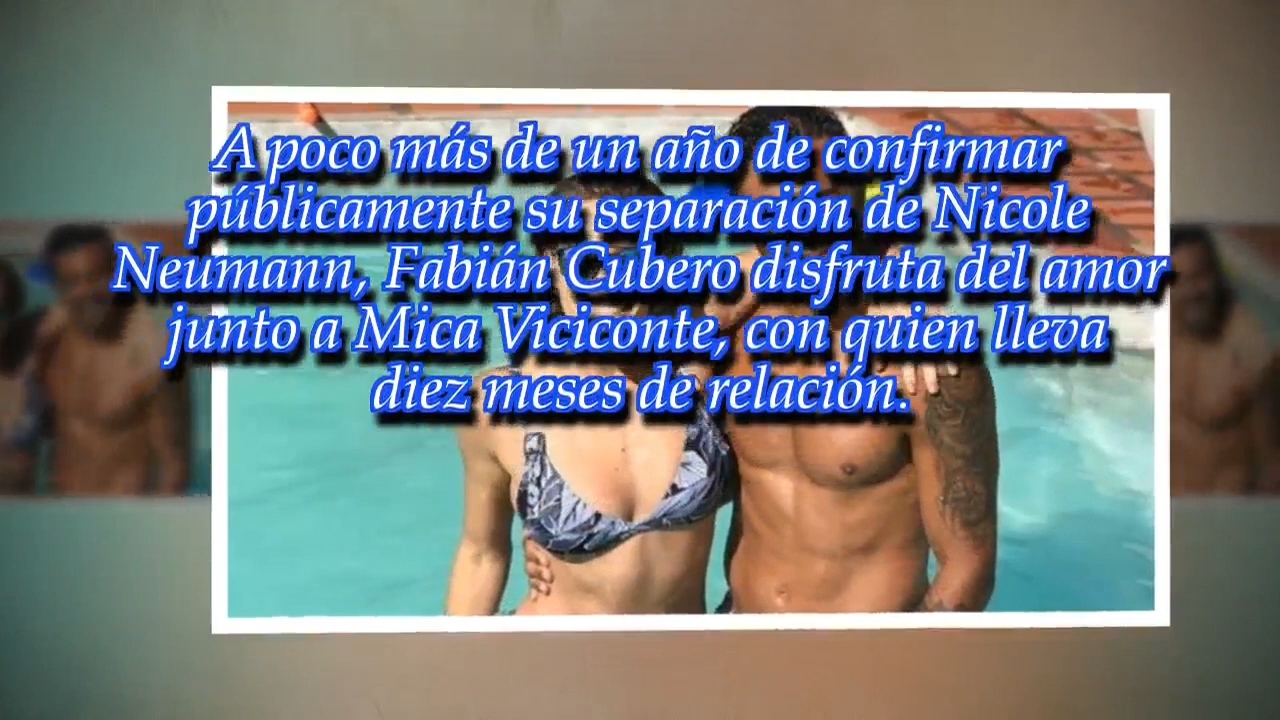 A poco más de un año de confirmar
públicamente su separación de Nicole
Neumann, Fabián Cubero disfruta del amor
junto a Mica Viciconte, con quien lleva
diez meses de relación.